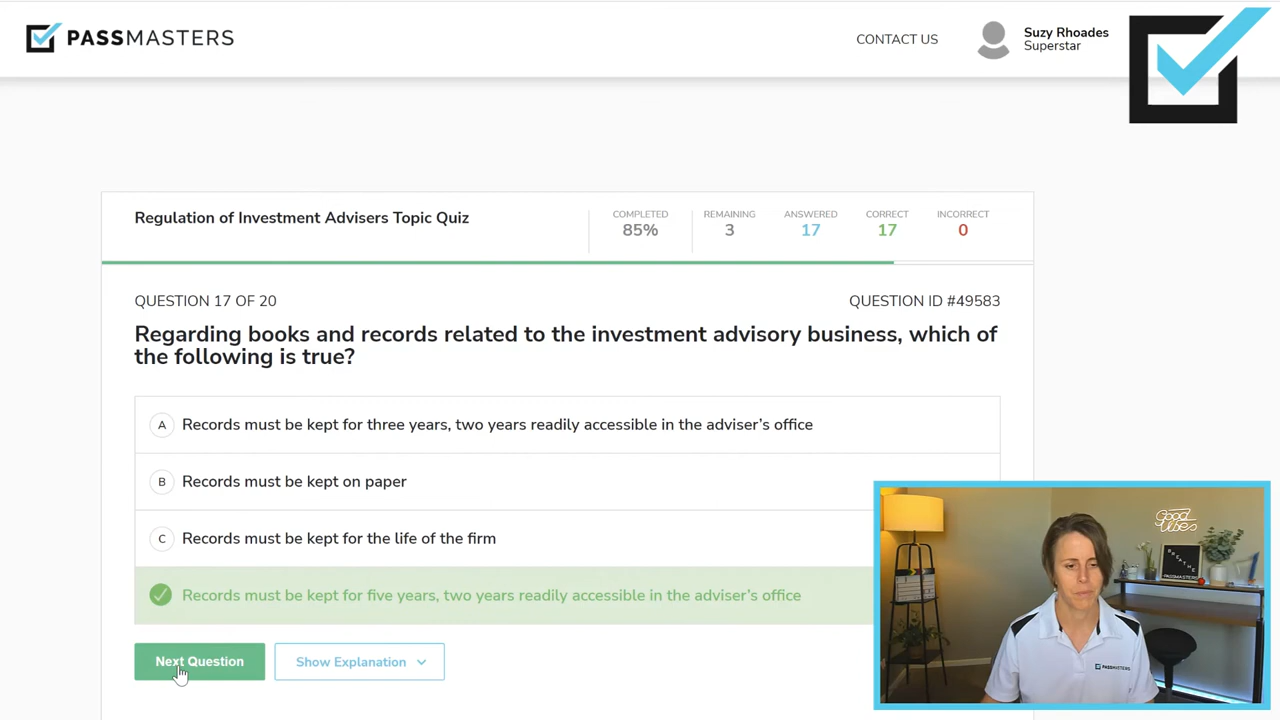 PASSMASTERS
CONTACT US
Suzy Rhoades
Superstar
Regulation of Investment Advisers Topic Quiz
COMPLETED
85%
REMAINING
3
ANSWERED
17
CORRECT
17
INCORRECT
0
QUESTION 17 OF 20
QUESTION ID #49583
Regarding books and records related to the investment advisory business, which of
the following is true?
A Records must be kept for three years, two years readily accessible in the adviser's office
B Records must be kept on paper
C Records must be kept for the life of the firm
Records must be kept for five years, two years readily accessible in the adviser's office
Next Question
Show Explanation
Good
Vibes
BREATHE
PASSMASTERS
PASSMASTERS